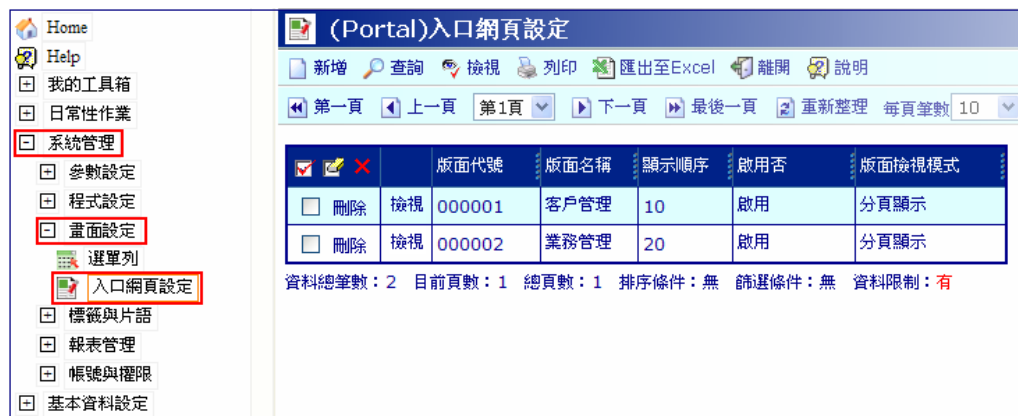 Home
Help
我的工具箱
日常性作業
系統管理
參數設定
程式設定
畫面設定
選單列
入口網頁設定
標籤與片語
報表管理
帳號與權限
基本資料設定
(Portal)入口網頁設定
新增 查詢 檢視 列印 匯出至Excel 離開 說明
第一頁 上一頁 第1頁 下一頁 最後一頁 重新整理 每頁筆數 10
版面代號 版面名稱 顯示順序 啟用否 版面檢視模式
刪除 檢視 000001 客戶管理 10 啟用 分頁顯示
刪除 檢視 000002 業務管理 20 啟用 分頁顯示
資料總筆數：2 目前頁數：1 總頁數：1 排序條件：無 篩選條件：無 資料限制：有